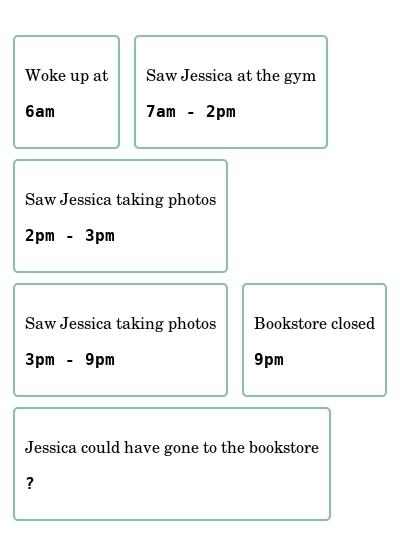 Woke up at
6am
Saw Jessica at the gym
7am - 2pm
Saw Jessica taking photos
2pm - 3pm
Saw Jessica taking photos
3pm - 9pm
Bookstore closed
9pm
Jessica could have gone to the bookstore
?